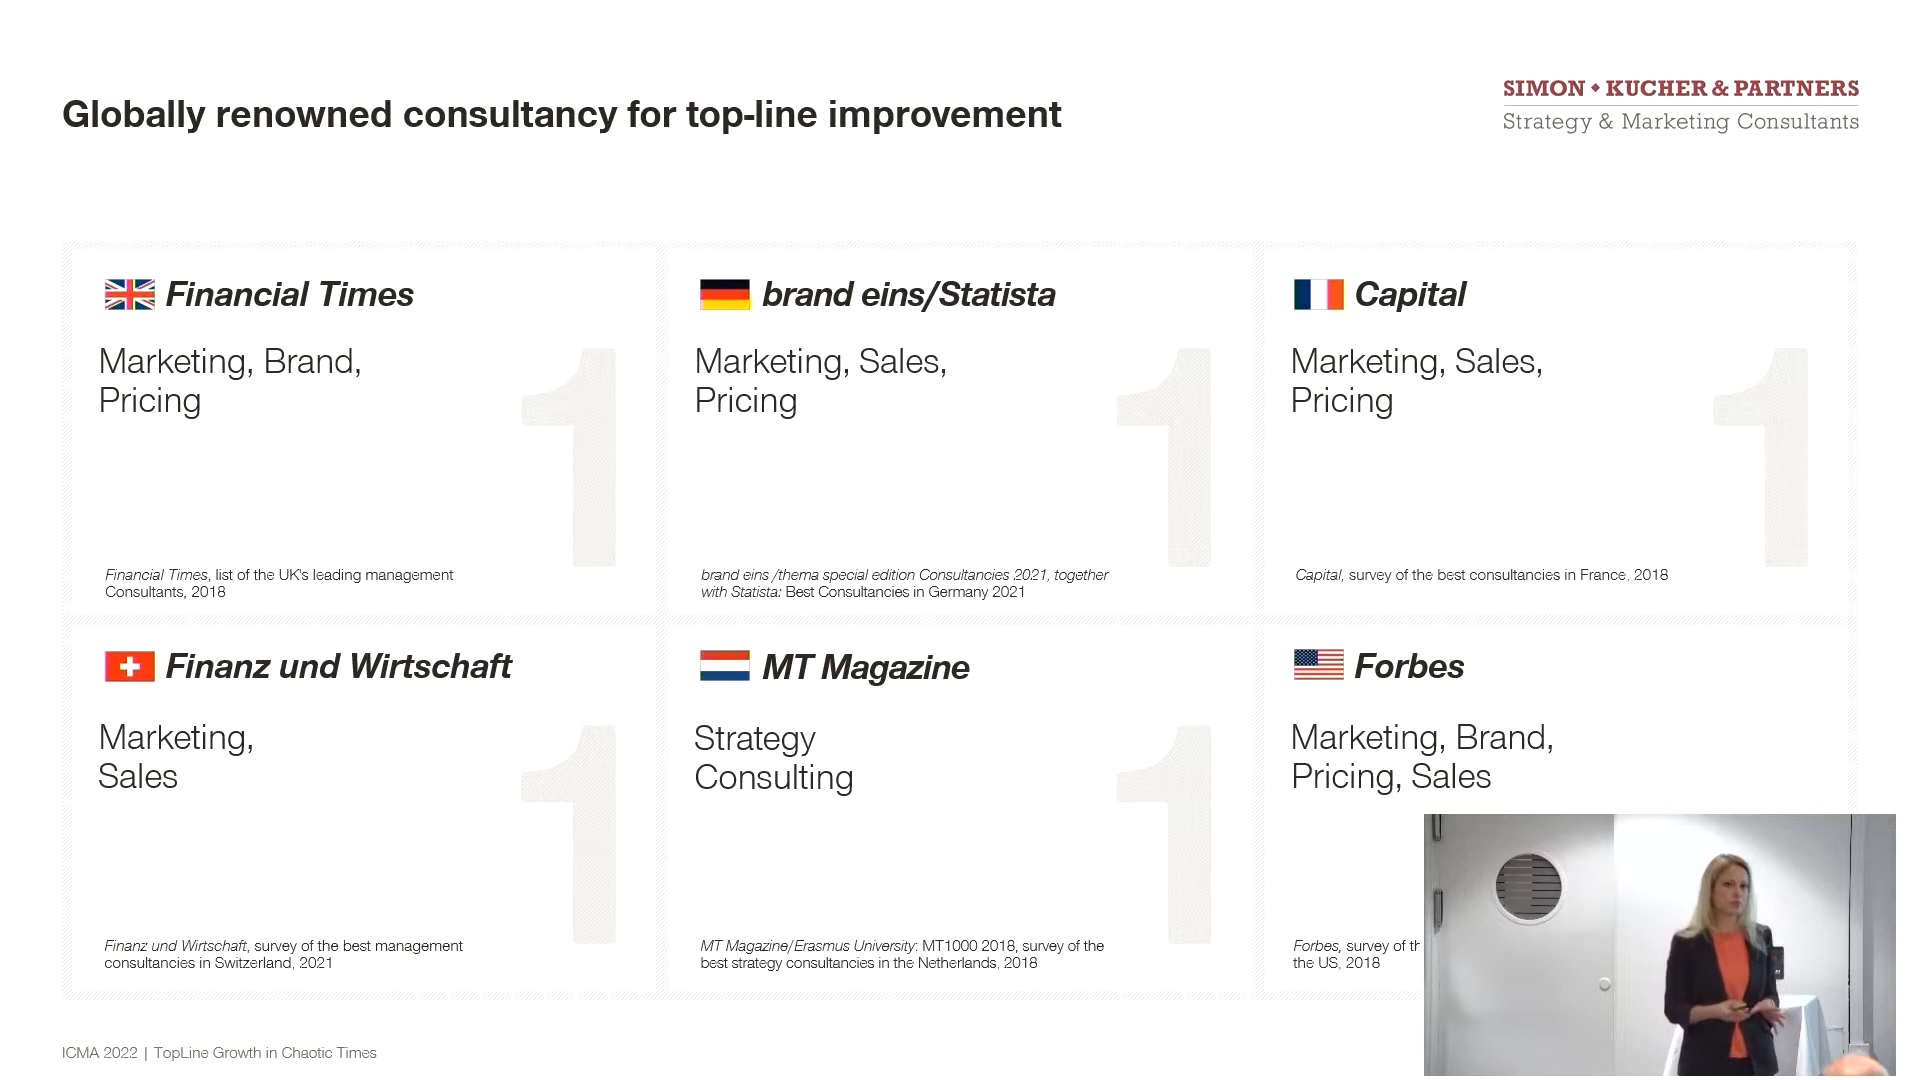 Globally renowned consultancy for top-line improvement
SIMON ◆ KUCHER & PARTNERS
Strategy & Marketing Consultants
Financial Times
Marketing, Brand,
Pricing
1
Financial Times, list of the UK's leading management
Consultants, 2018
brand eins/Statista
Marketing, Sales,
Pricing
1
brand eins /thema special edition Consultancies 2021, together
with Statista: Best Consultancies in Germany 2021
Capital
Marketing, Sales,
Pricing
1
Capital, survey of the best consultancies in France, 2018
Finanz und Wirtschaft
Marketing,
Sales
1
Finanz und Wirtschaft, survey of the best management
consultancies in Switzerland, 2021
MT Magazine
Strategy
Consulting
1
MT Magazine/Erasmus University: MT1000 2018, survey of the
best strategy consultancies in the Netherlands, 2018
Forbes
Marketing, Brand,
Pricing, Sales
Forbes, survey of
the US, 2018
ICMA 2022 | TopLine Growth in Chaotic Times